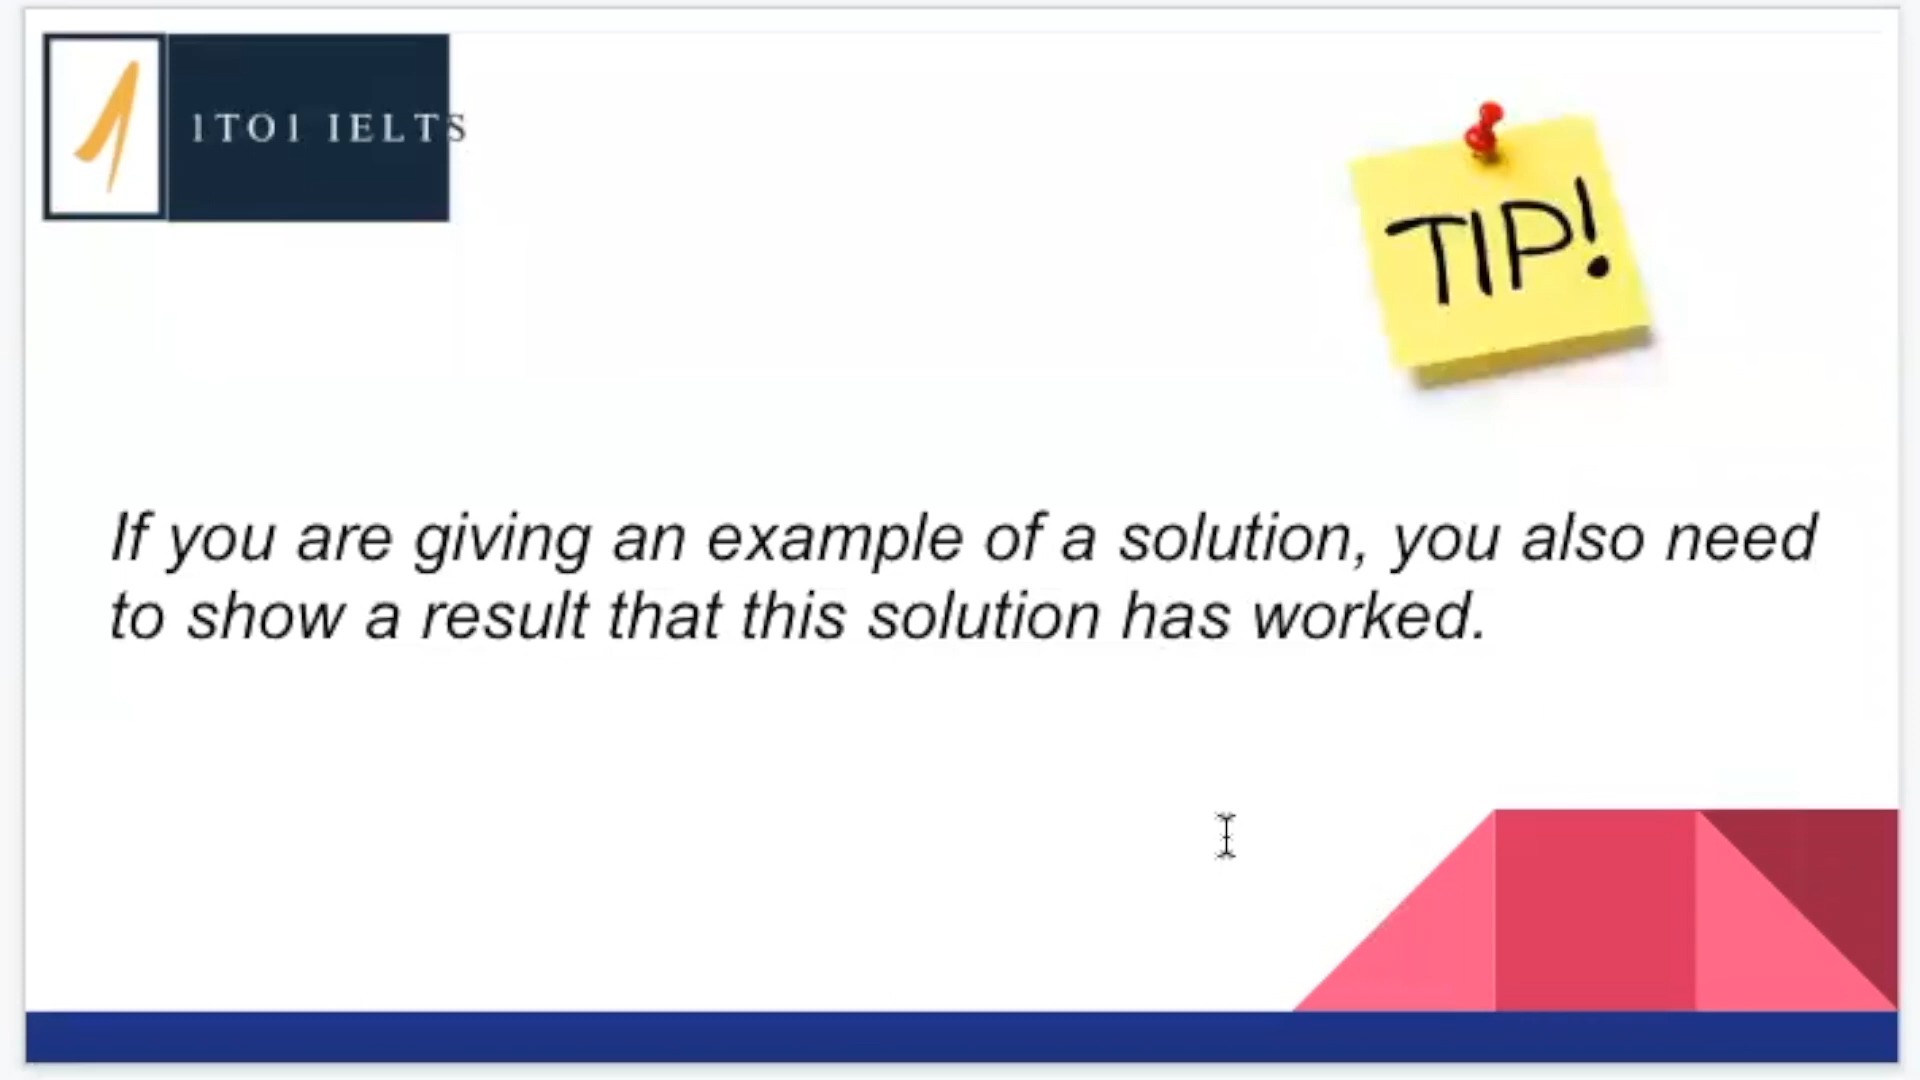 1TO1 IELTS
TIP!
If you are giving an example of a solution, you also need
to show a result that this solution has worked.